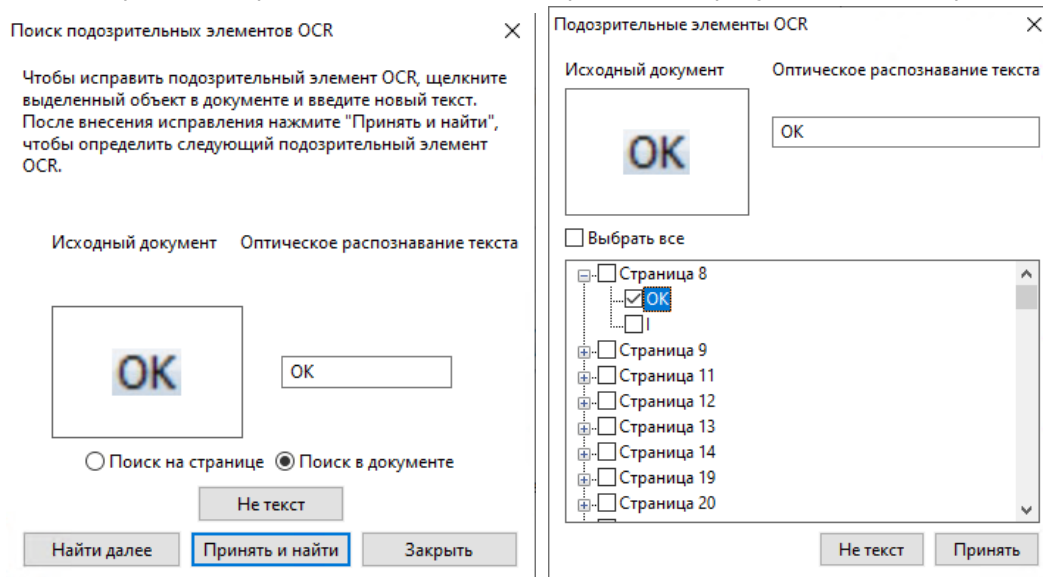 Поиск подозрительных элементов OCR
Чтобы исправить подозрительный элемент OCR, щелкните
выделенный объект в документе и введите новый текст.
После внесения исправления нажмите "Принять и найти",
чтобы определить следующий подозрительный элемент
OCR.
Исходный документ Оптическое распознавание текста
OK
OK
Поиск на странице Поиск в документе
Не текст
Найти далее Принять и найти Закрыть
Подозрительные элементы OCR
Исходный документ Оптическое распознавание текста
OK
OK
Выбрать все
Страница 8
OK
I
Страница 9
Страница 11
Страница 12
Страница 13
Страница 14
Страница 19
Страница 20
Не текст Принять